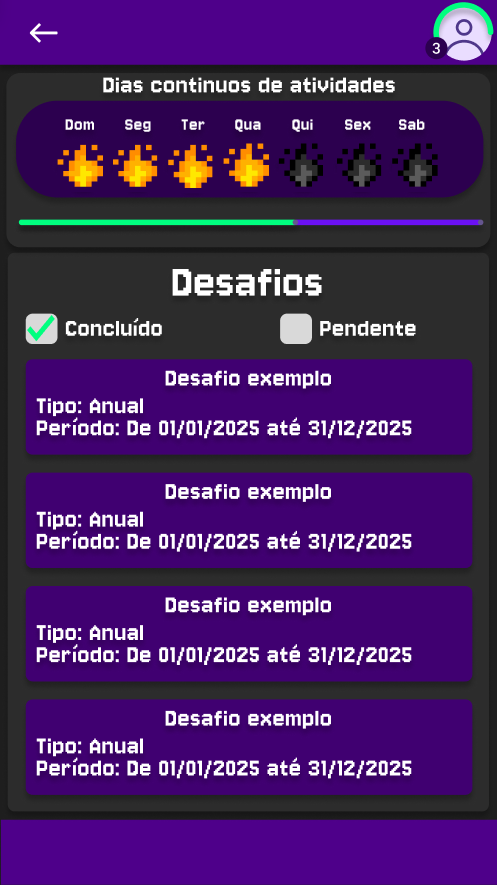 3
Dias continuos de atividades
Dom Seg Ter Qua Qui Sex Sab
Desafios
Concluído Pendente
Desafio exemplo
Tipo: Anual
Período: De 01/01/2025 até 31/12/2025
Desafio exemplo
Tipo: Anual
Período: De 01/01/2025 até 31/12/2025
Desafio exemplo
Tipo: Anual
Período: De 01/01/2025 até 31/12/2025
Desafio exemplo
Tipo: Anual
Período: De 01/01/2025 até 31/12/2025